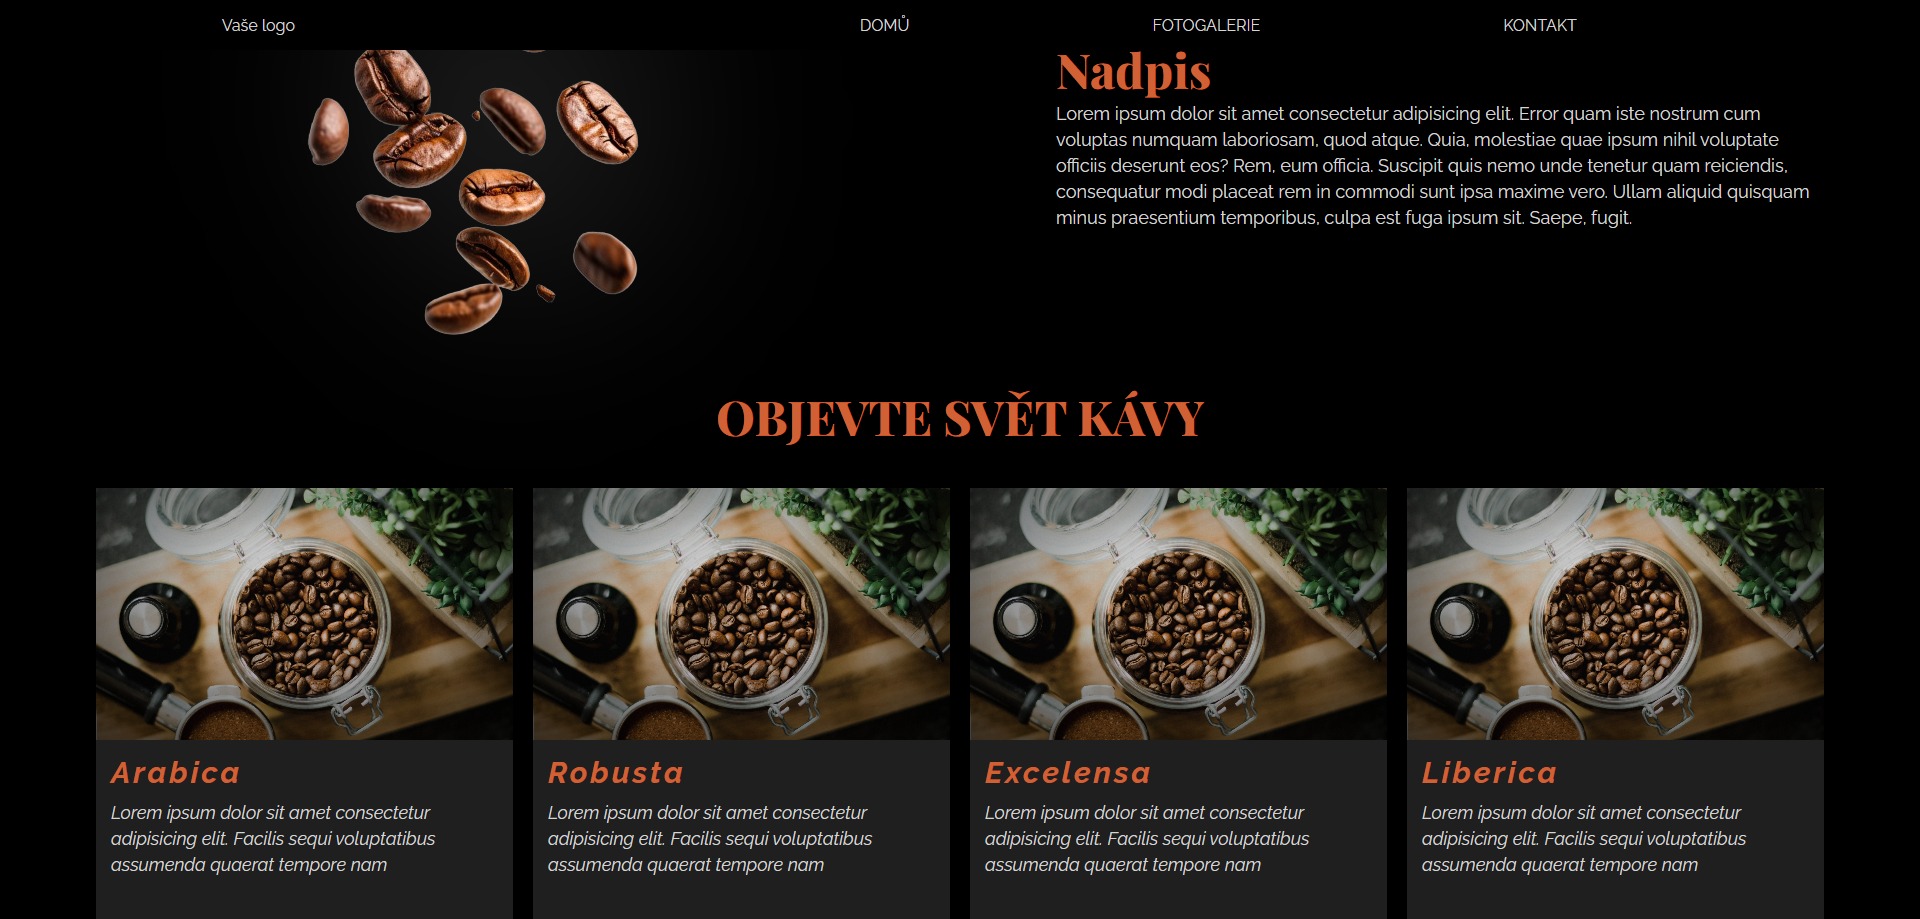 Vaše logo
DOMŮ
FOTOGALERIE
KONTAKT
Nadpis
Lorem ipsum dolor sit amet consectetur adipisicing elit. Error quam iste nostrum cum
voluptas numquam laboriosam, quod atque. Quia, molestiae quae ipsum nihil voluptate
officiis deserunt eos? Rem, eum officia. Suscipit quis nemo unde tenetur quam reiciendis,
consequatur modi placeat rem in commodi sunt ipsa maxime vero. Ullam aliquid quisquam
minus praesentium temporibus, culpa est fuga ipsum sit. Saepe, fugit.
OBJEVTE SVĚT KÁVY
Arabica
Lorem ipsum dolor sit amet consectetur
adipisicing elit. Facilis sequi voluptatibus
assumenda quaerat tempore nam
Robusta
Lorem ipsum dolor sit amet consectetur
adipisicing elit. Facilis sequi voluptatibus
assumenda quaerat tempore nam
Excelensa
Lorem ipsum dolor sit amet consectetur
adipisicing elit. Facilis sequi voluptatibus
assumenda quaerat tempore nam
Liberica
Lorem ipsum dolor sit amet consectetur
adipisicing elit. Facilis sequi voluptatibus
assumenda quaerat tempore nam